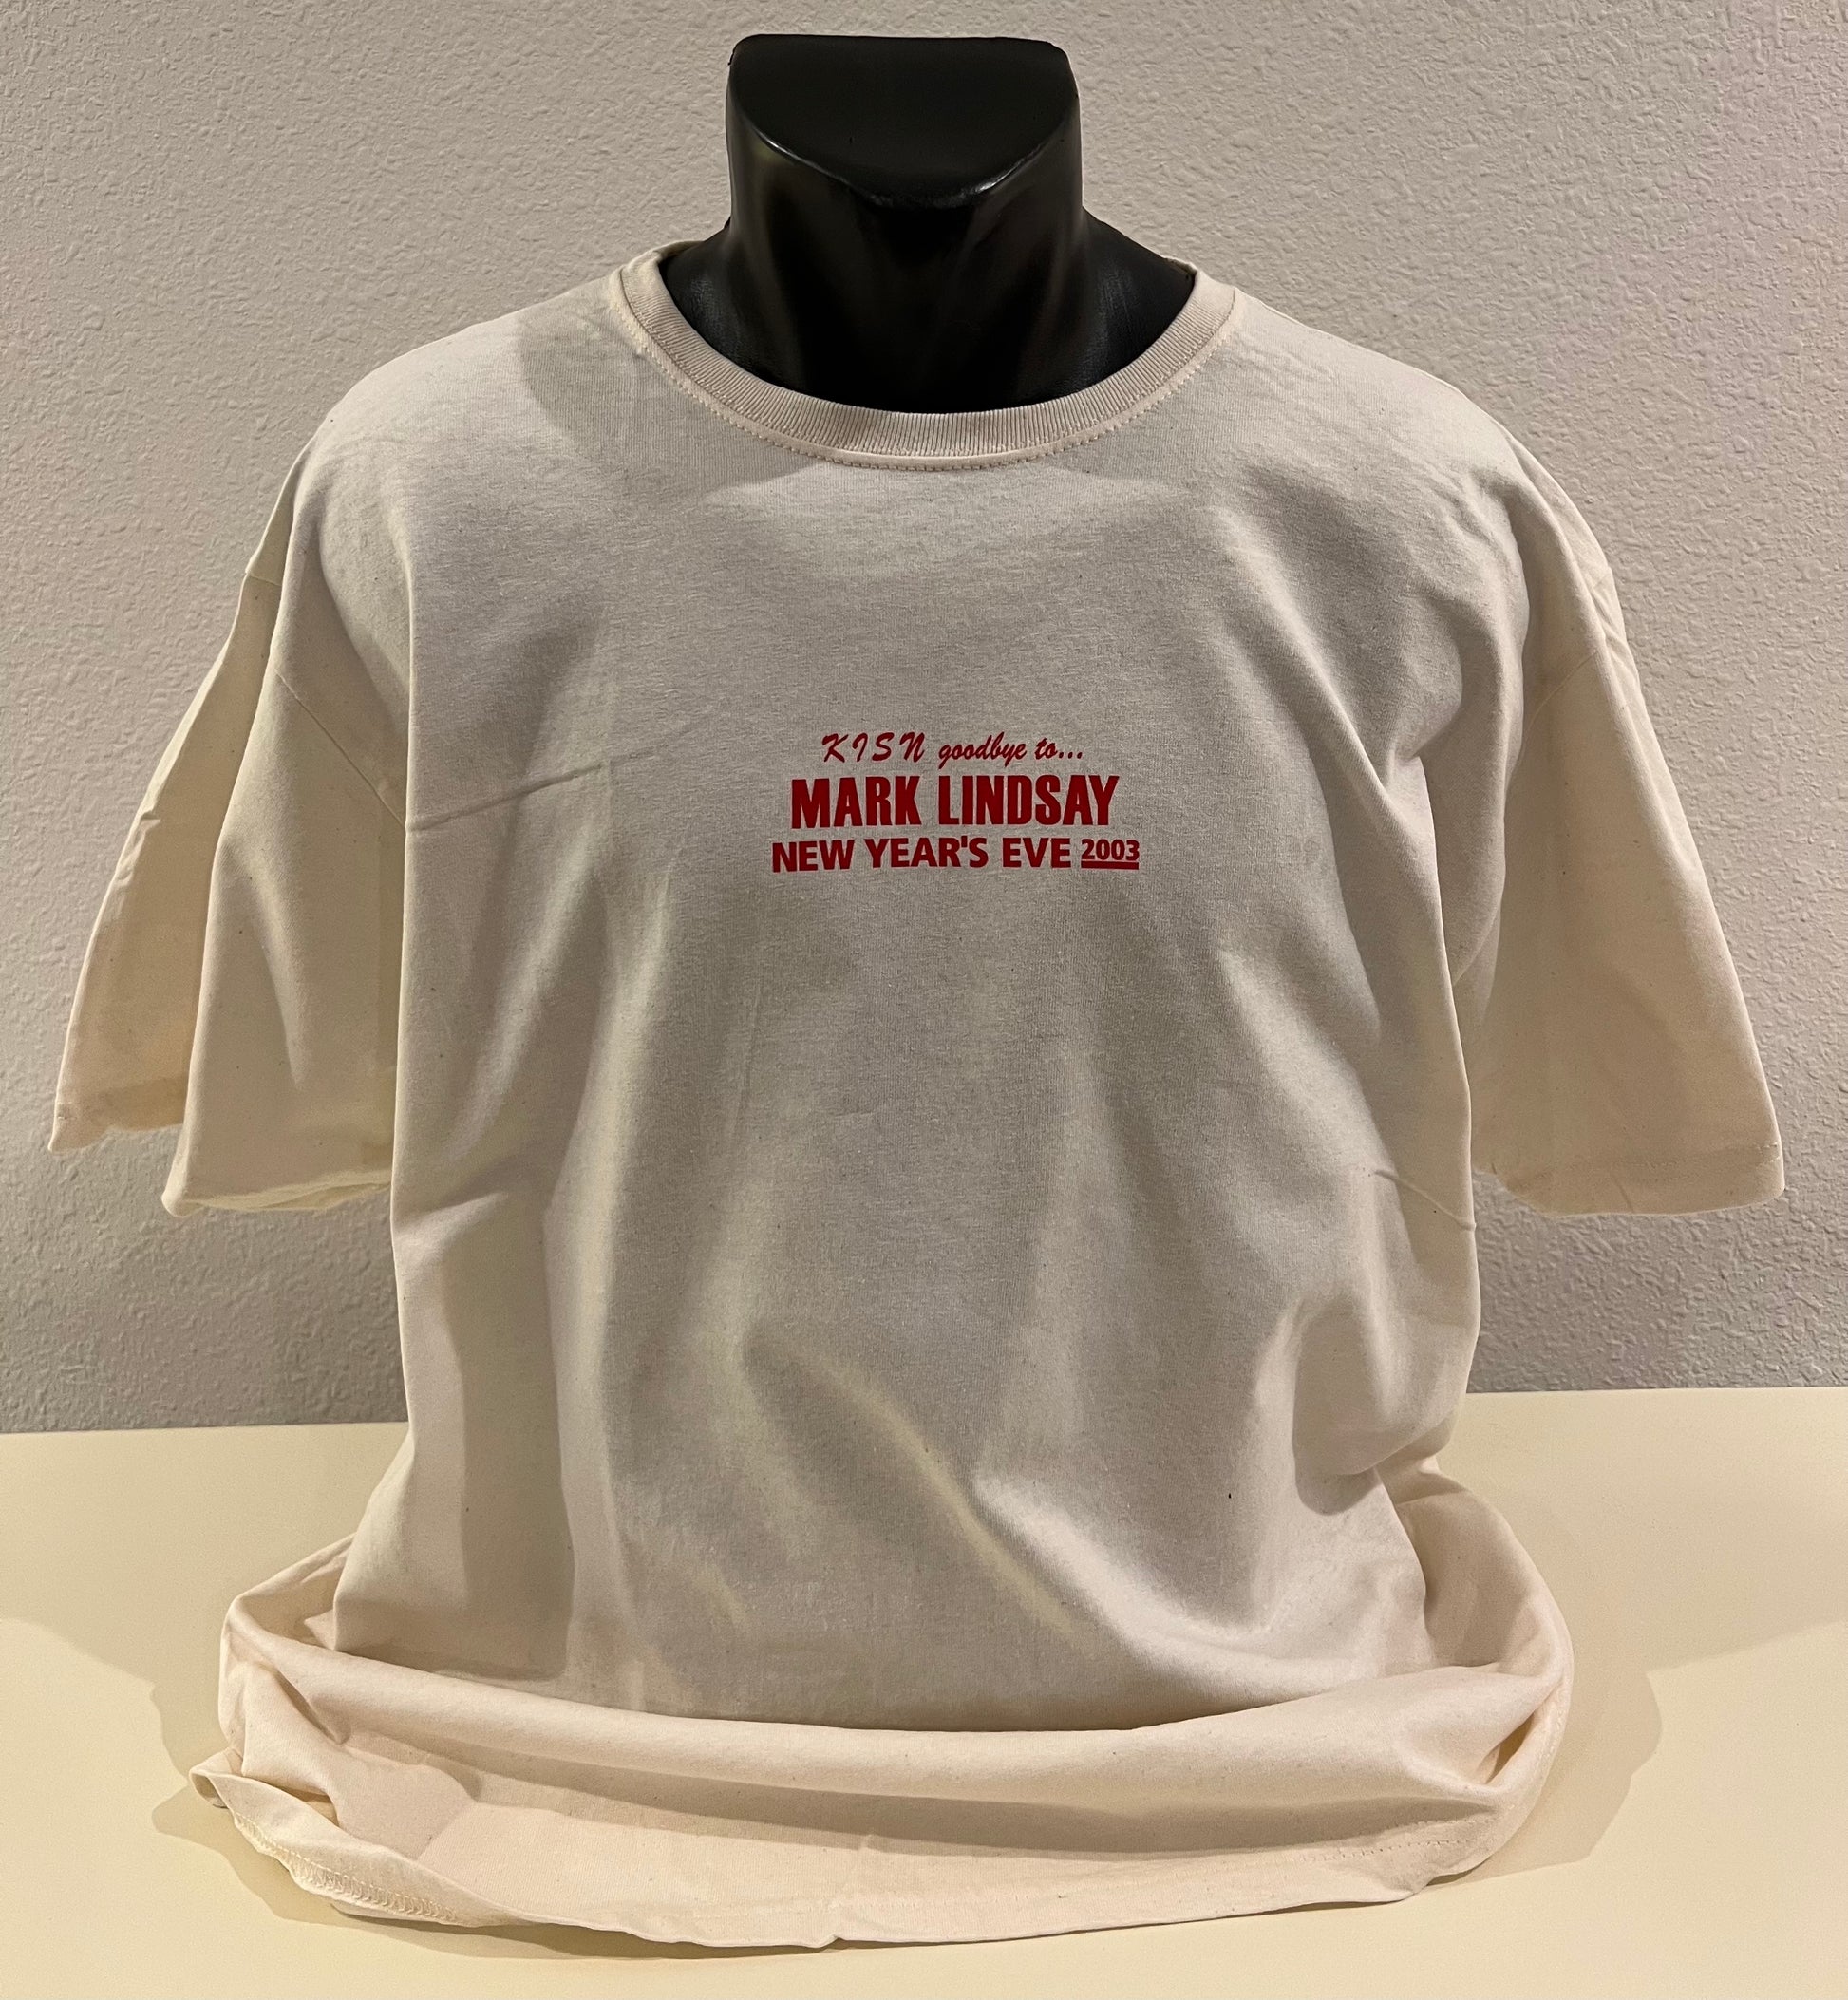 KISN goodbye to...
MARK LINDSAY
NEW YEAR'S EVE 2003